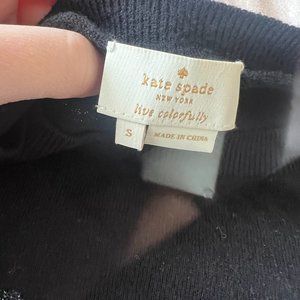 kate spade
NEW YORK
live colorfully
S
MADE IN CHINA